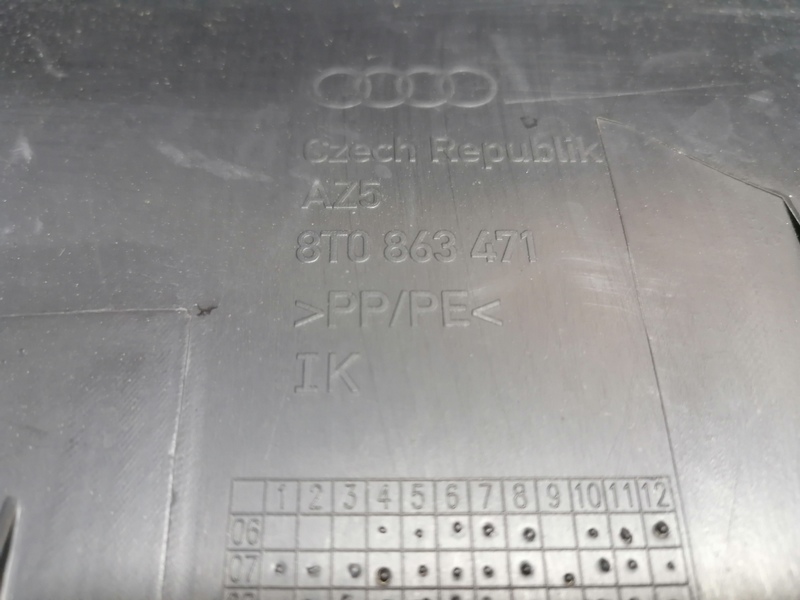 Czech Republik
AZ5
8T0 863 471
>PP/PE<
IK
1 2 3 4 5 6 7 8 9 10 11 12
06
07